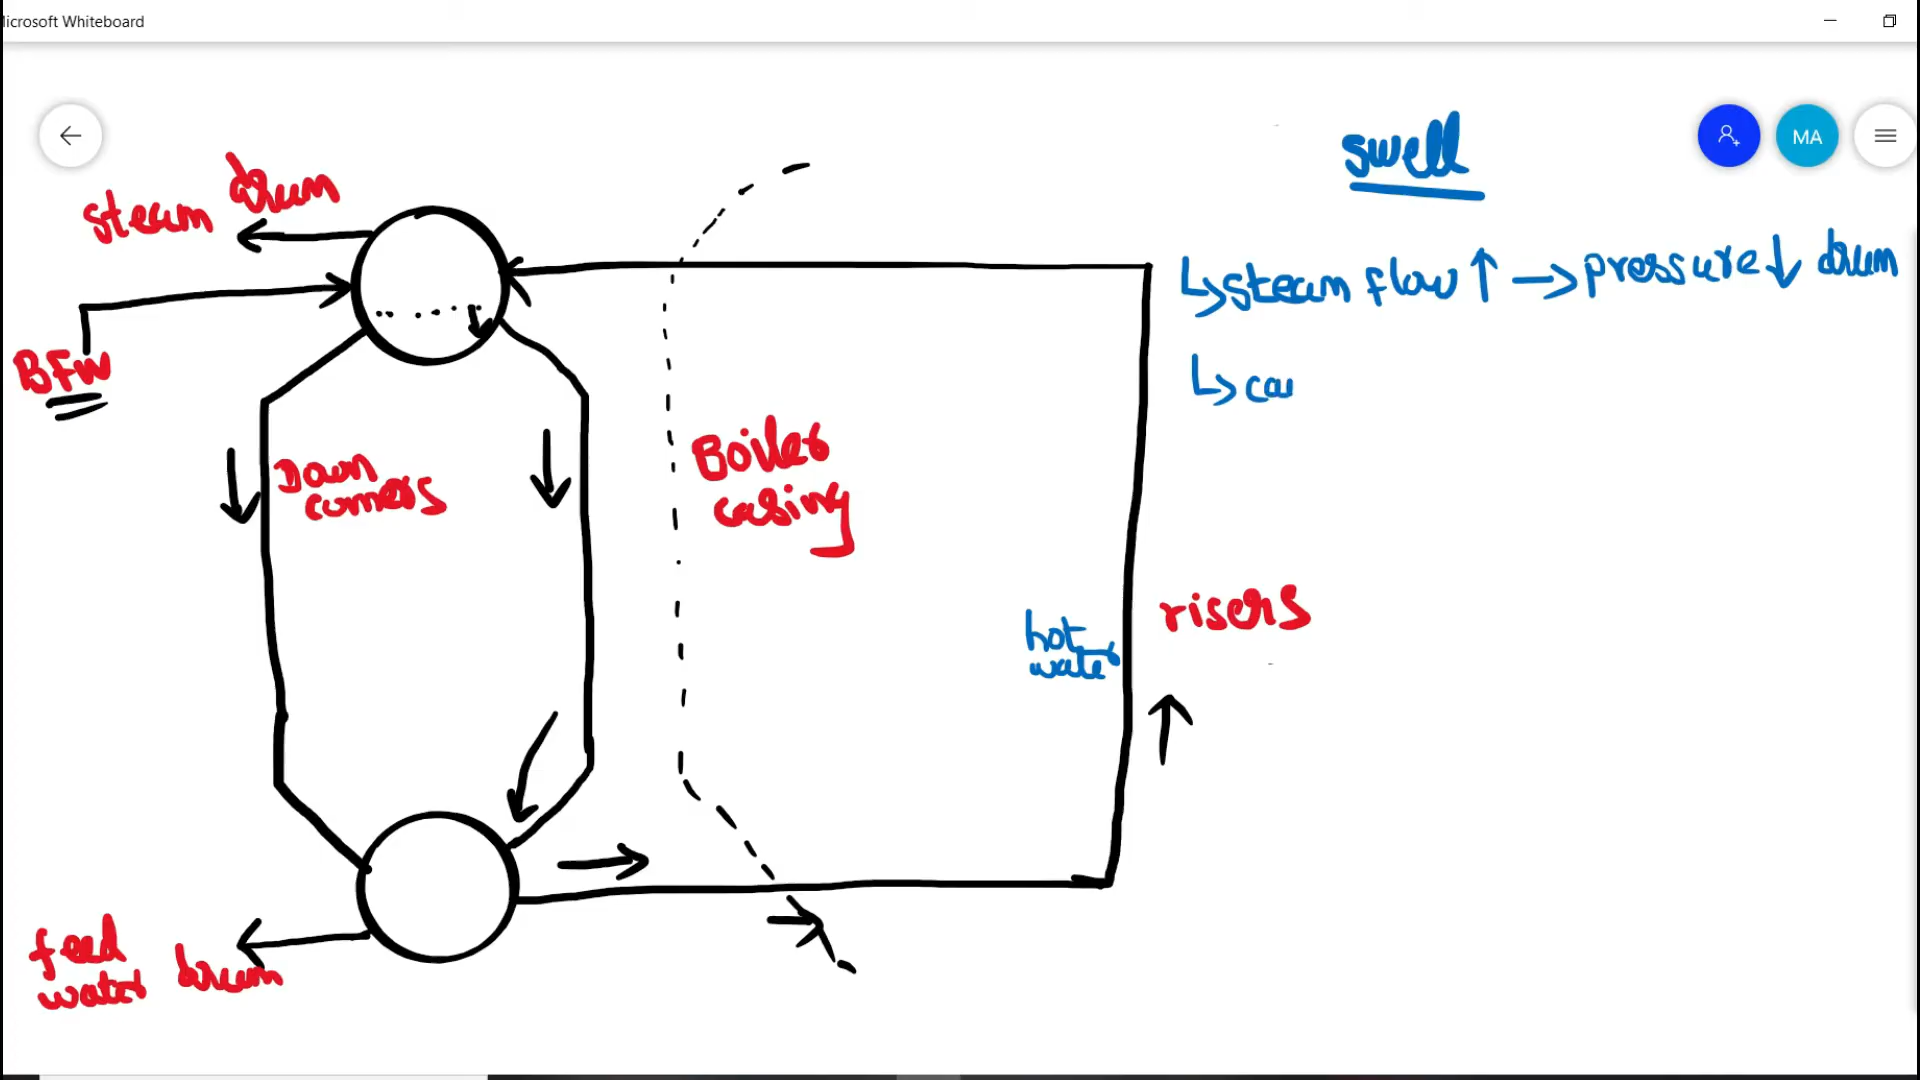 Microsoft Whiteboard
MA
swell
steam drum
↳steam flow ↑ → pressure ↓ drum
BFW
↳cau
Boiler
casing
Down
comers
risers
hot
water
feed
water drum